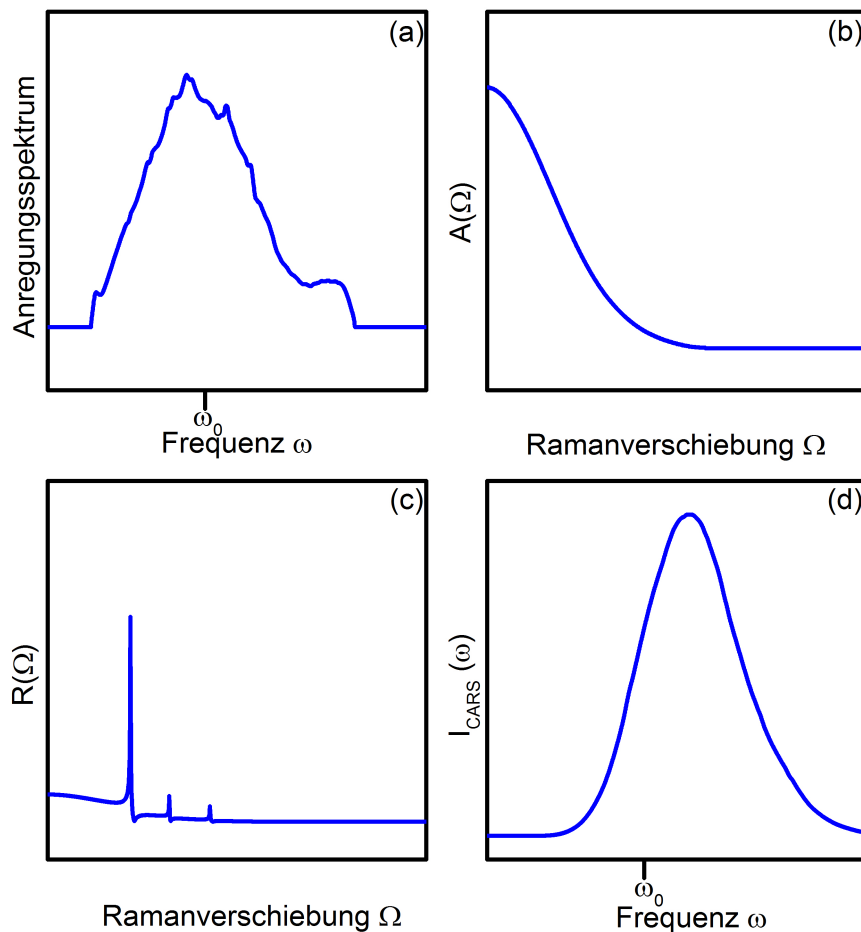 (a)
Anregungsspektrum
ω0
Frequenz ω
(b)
A(Ω)
Ramanverschiebung Ω
(c)
R(Ω)
Ramanverschiebung Ω
(d)
ICARS (ω)
ω0
Frequenz ω